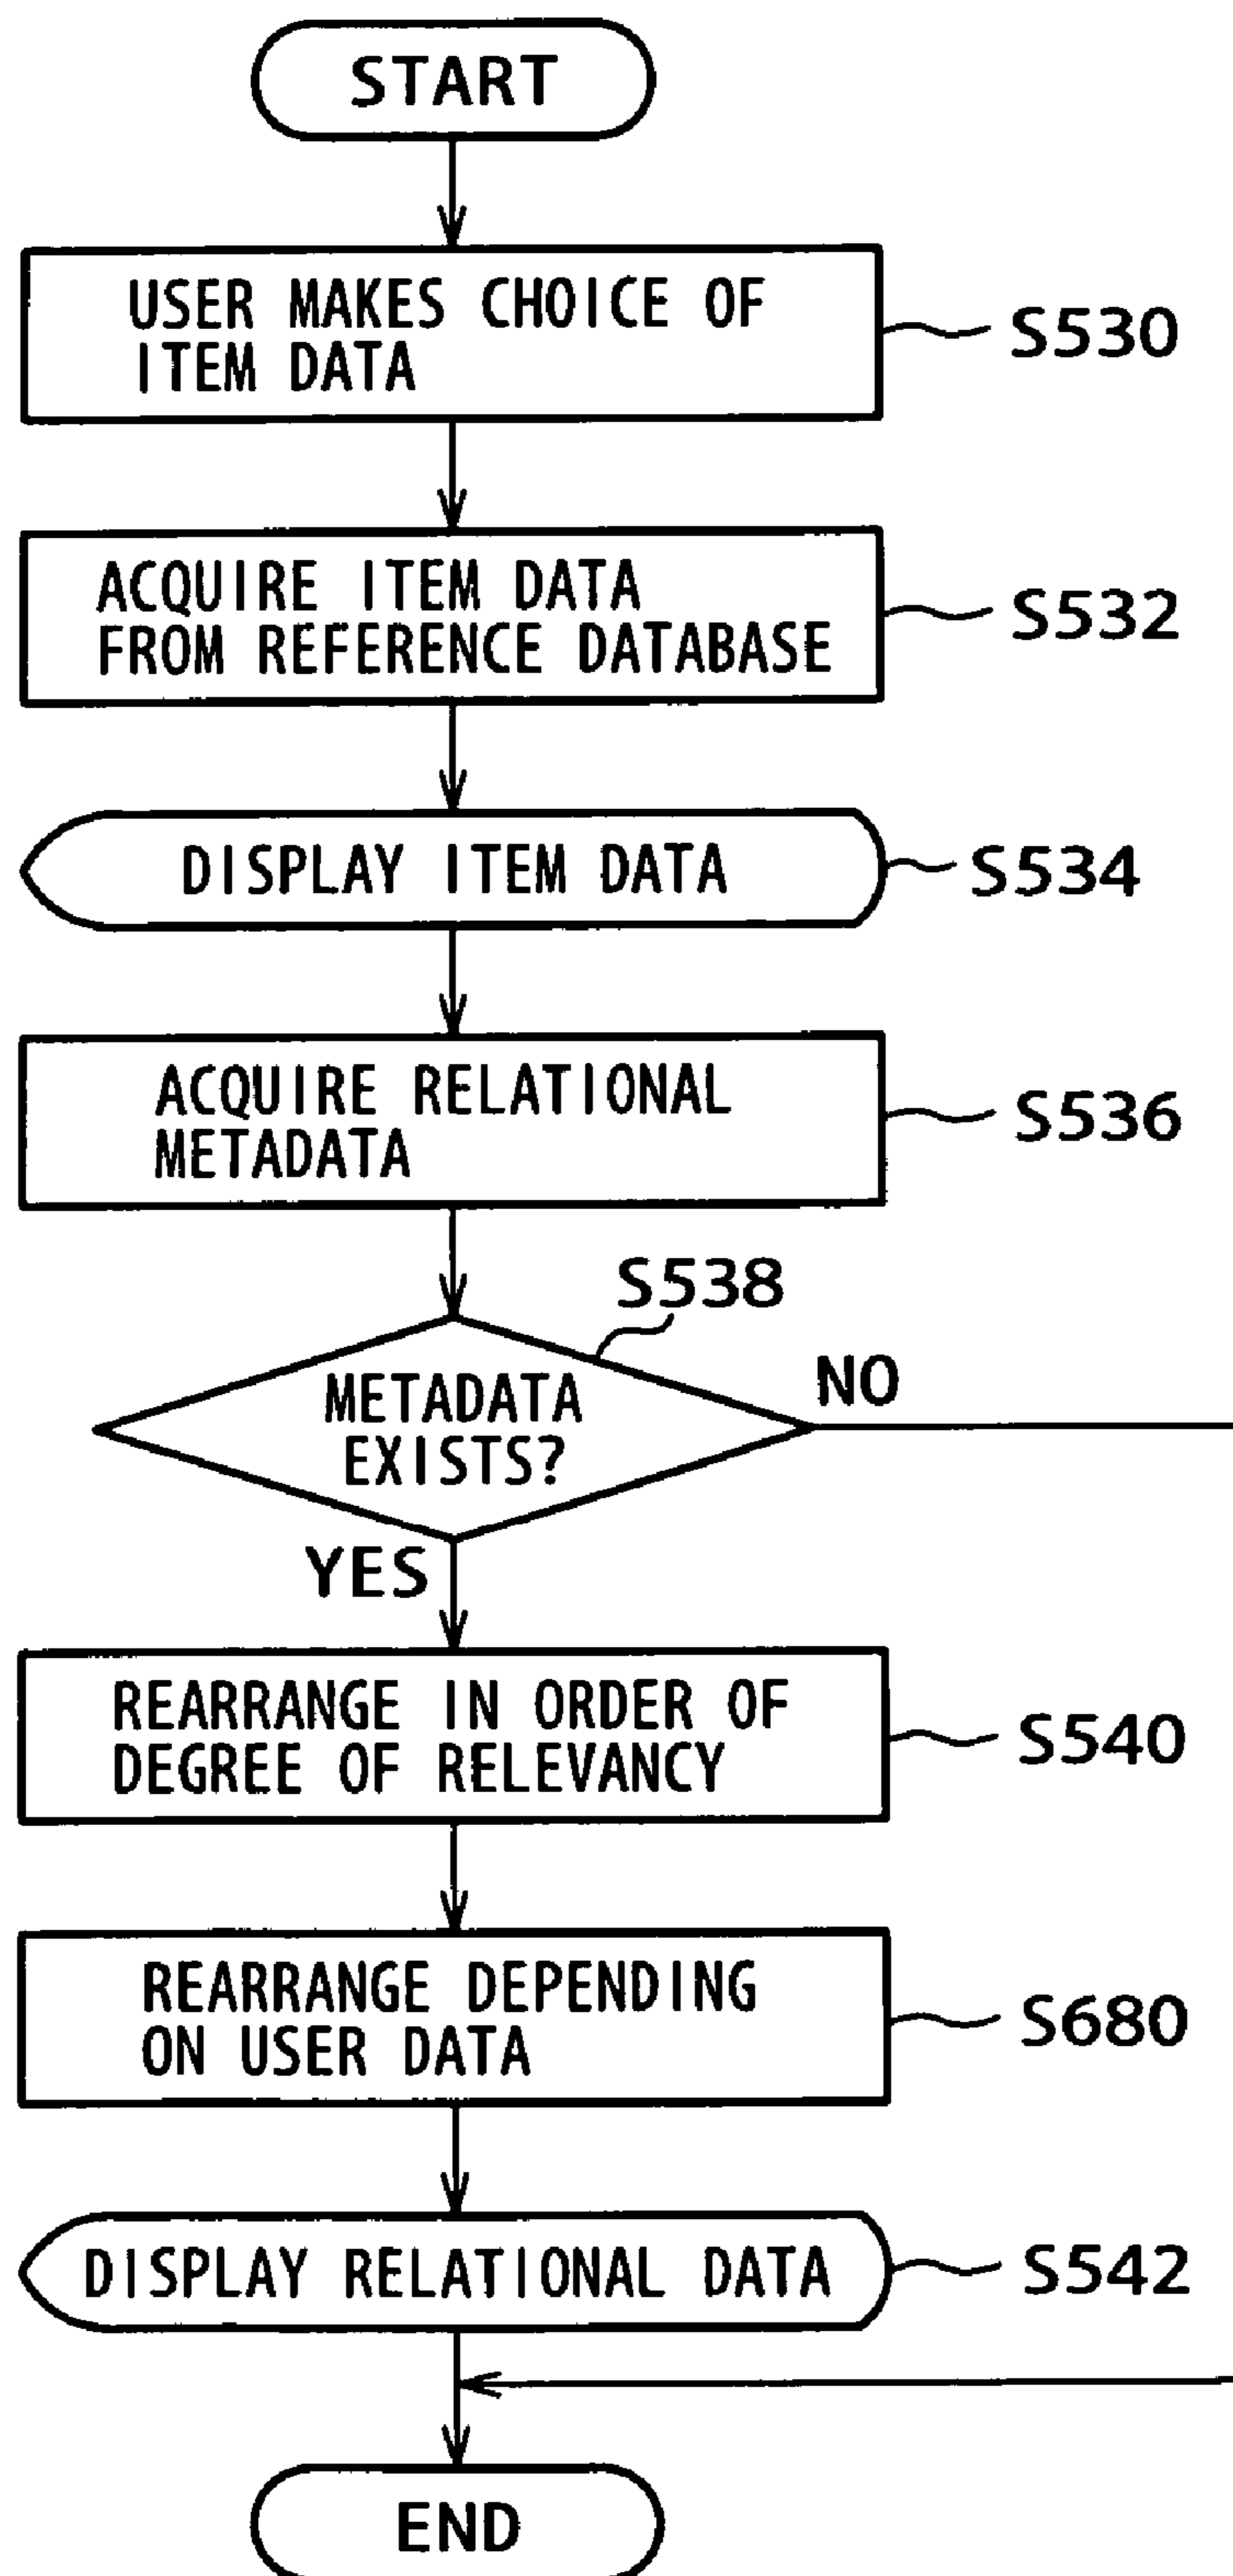 START
USER MAKES CHOICE OF
ITEM DATA
S530
ACQUIRE ITEM DATA
FROM REFERENCE DATABASE
S532
DISPLAY ITEM DATA
S534
ACQUIRE RELATIONAL
METADATA
S536
S538
METADATA
EXISTS?
NO
YES
REARRANGE IN ORDER OF
DEGREE OF RELEVANCY
S540
REARRANGE DEPENDING
ON USER DATA
S680
DISPLAY RELATIONAL DATA
S542
END